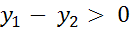 y₁ − y₂ > 0